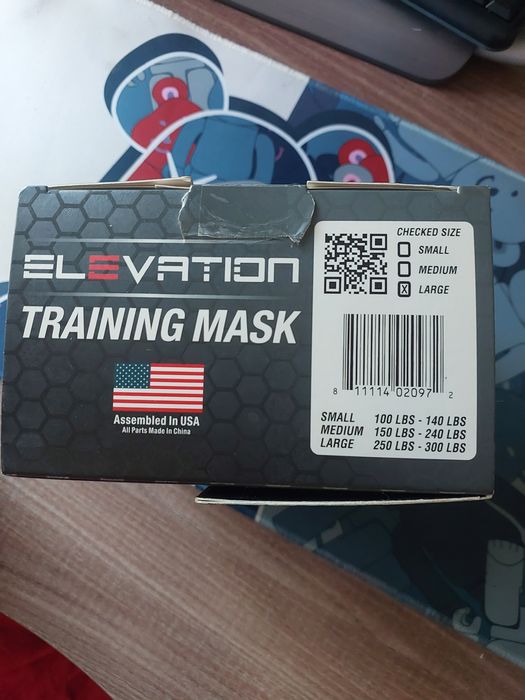 ELEVATION
TRAINING MASK
Assembled In USA
All Parts Made In China
CHECKED SIZE
SMALL
MEDIUM
X LARGE
8 11114 02097 2
SMALL 100 LBS - 140 LBS
MEDIUM 150 LBS - 240 LBS
LARGE 250 LBS - 300 LBS